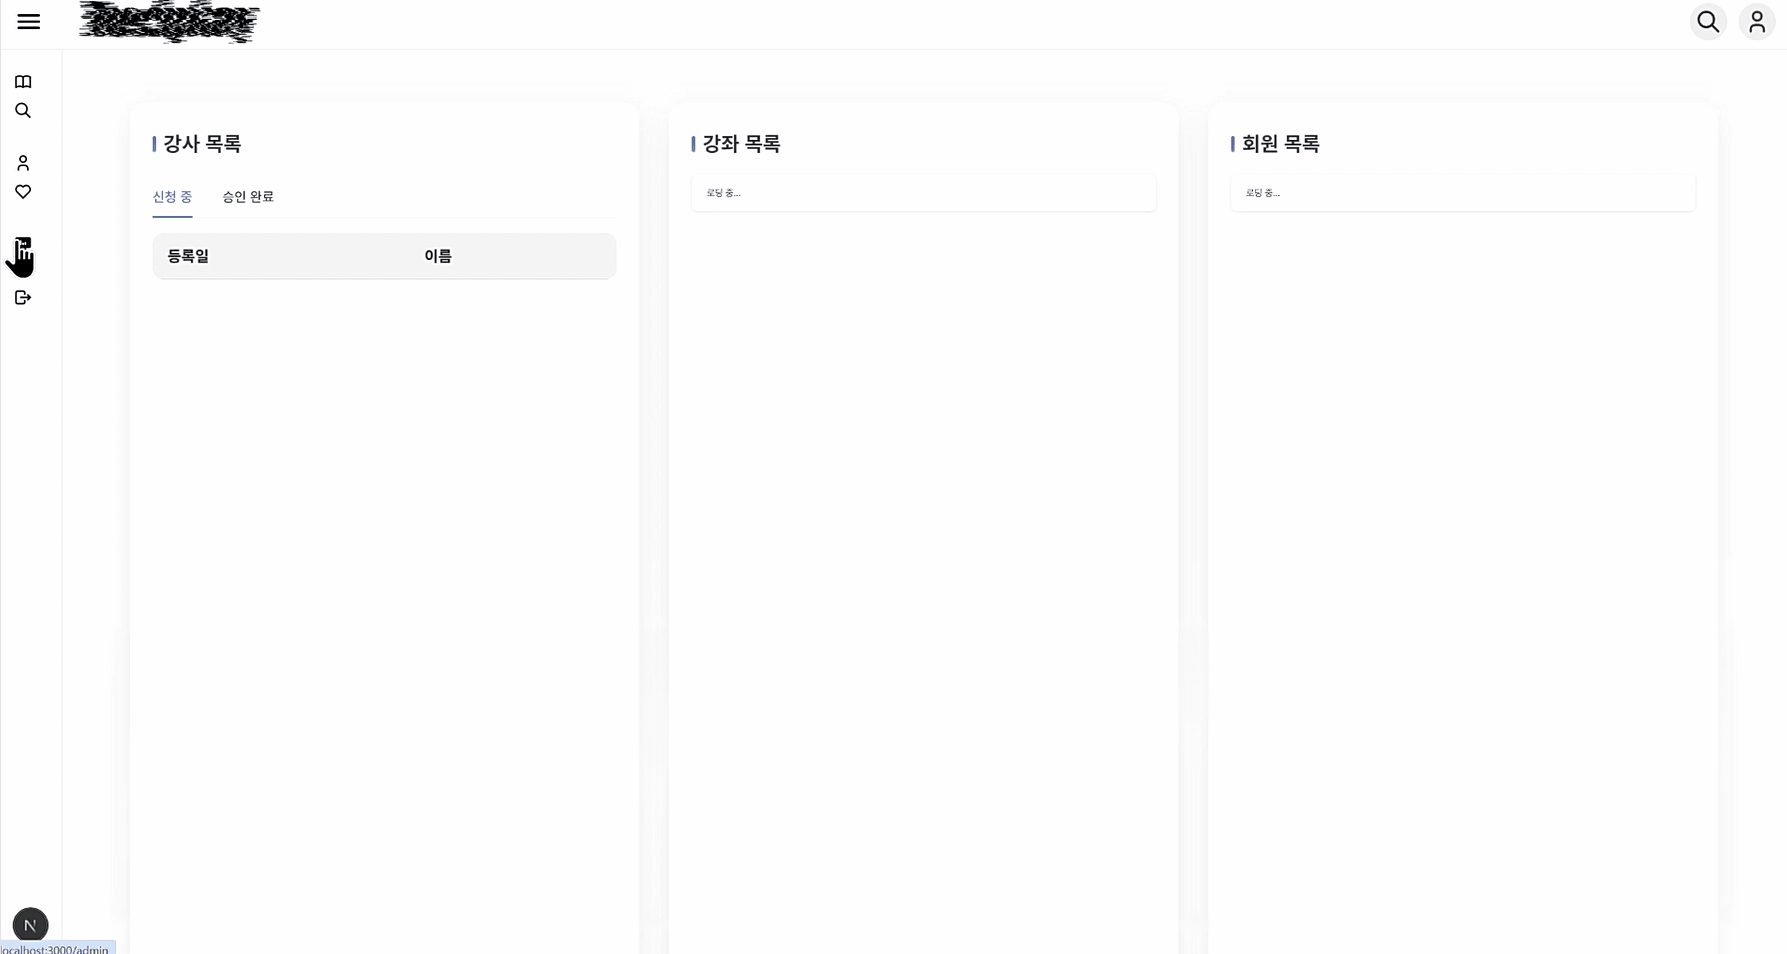 강사 목록
신청 중
승인 완료
등록일
이름
강좌 목록
로딩 중...
회원 목록
로딩 중...
N
localhost:3000/admin